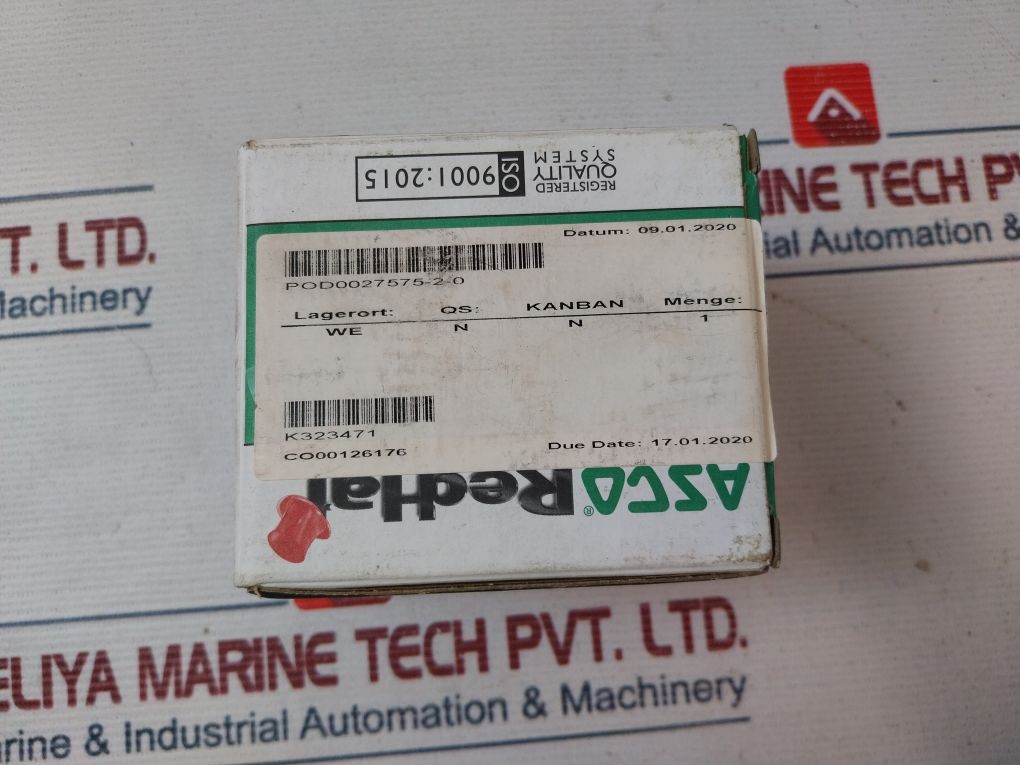 REGISTERED
QUALITY
SYSTEM
ISO 9001:2015
Datum: 09.01.2020
POD0027575-2-0
Lagerort: QS: KANBAN Menge:
WE N N 1
K323471
CO00126176
Due Date: 17.01.2020
ASCO® RedHat
T. LTD.
Machinery
INE TECH PV
ial Automation &
ELIYA MARINE TECH PVT. LTD.
arine & Industrial Automation & Machinery